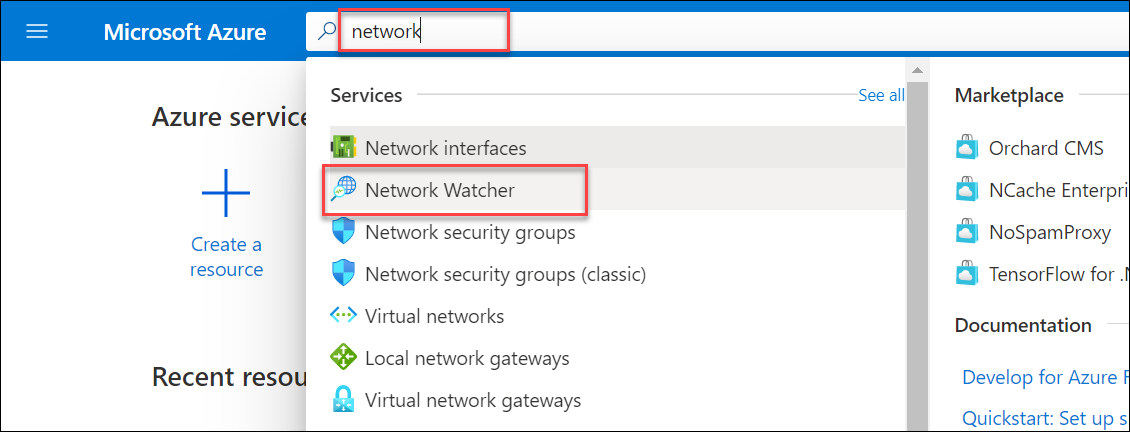 Microsoft Azure
network
Azure service
Create a
resource
Recent resou
Services
See all
Network interfaces
Network Watcher
Network security groups
Network security groups (classic)
Virtual networks
Local network gateways
Virtual network gateways
Marketplace
Orchard CMS
NCache Enterpri
NoSpamProxy
TensorFlow for .N
Documentation
Develop for Azure F
Quickstart: Set up s